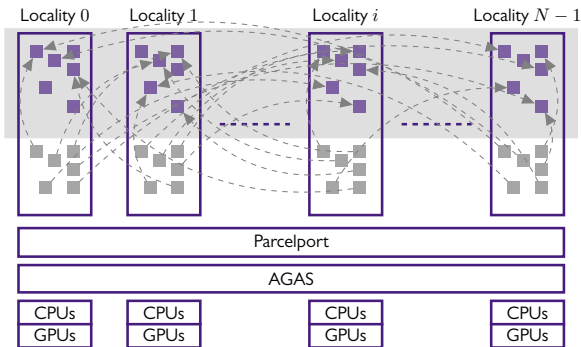 Locality 0 Locality 1 Locality i Locality N − 1
Parcelport
AGAS
CPUs CPUs CPUs CPUs
GPUs GPUs GPUs GPUs